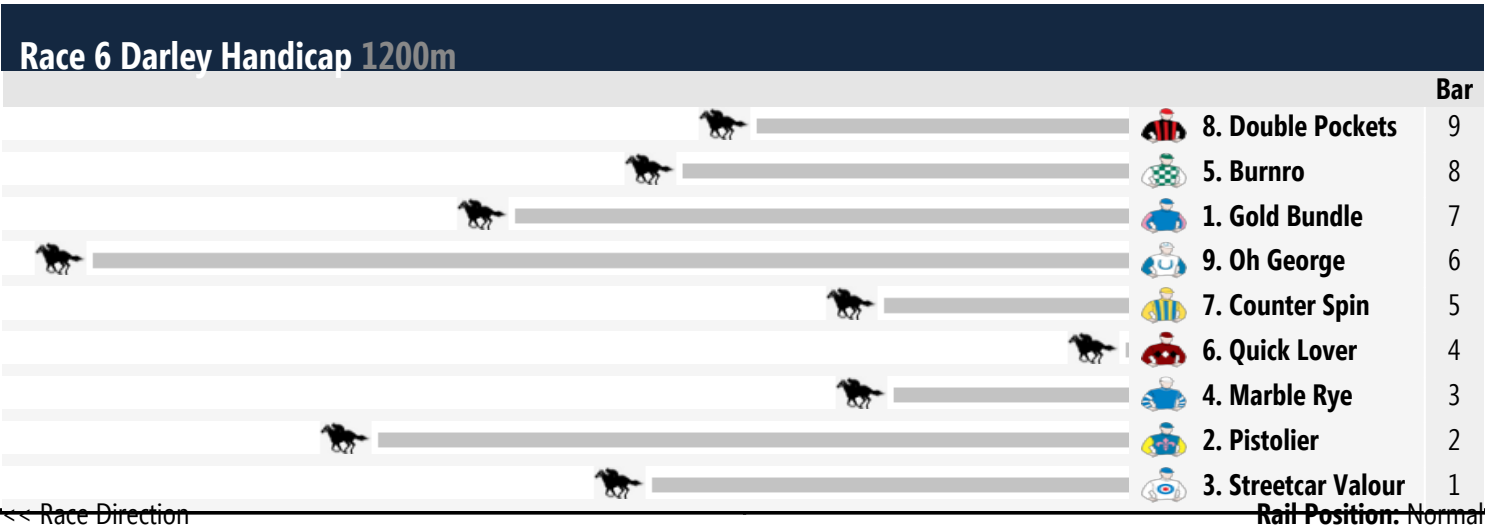 Race 6 Darley Handicap 1200m
Bar
8. Double Pockets 9
5. Burnro 8
1. Gold Bundle 7
9. Oh George 6
7. Counter Spin 5
6. Quick Lover 4
4. Marble Rye 3
2. Pistolier 2
3. Streetcar Valour 1
<< Race Direction Rail Position: Normal